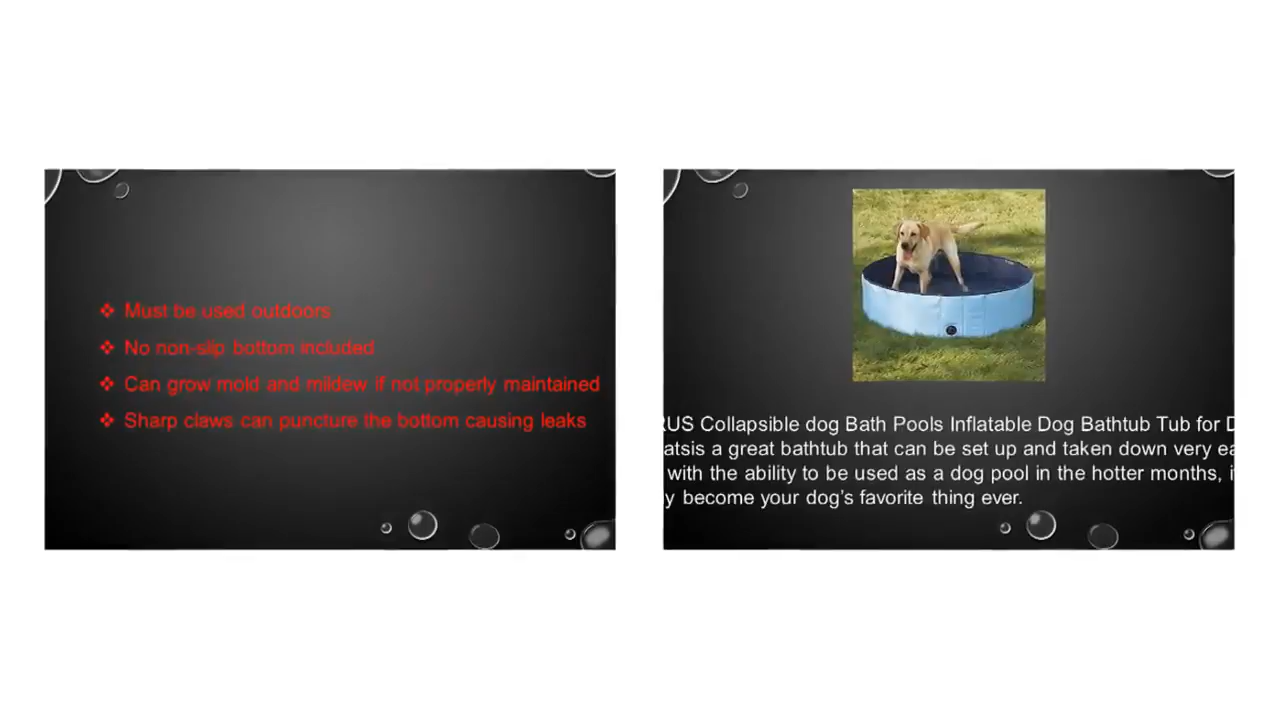 Must be used outdoors
No non-slip bottom included
Can grow mold and mildew if not properly maintained
Sharp claws can puncture the bottom causing leaks
RUS Collapsible dog Bath Pools Inflatable Dog Bathtub Tub for D
atsis a great bathtub that can be set up and taken down very ea
with the ability to be used as a dog pool in the hotter months, i
y become your dog’s favorite thing ever.